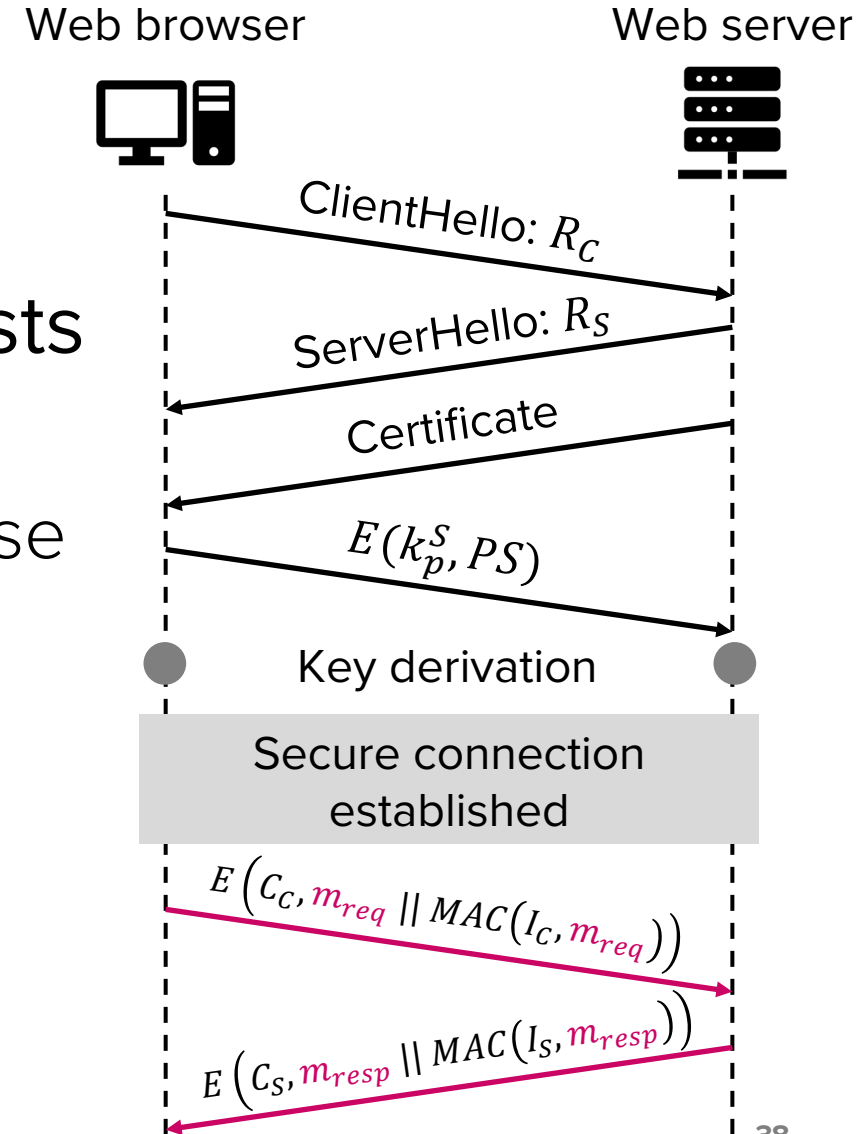 Web browser
Web server
ClientHello: R_C
sts
ServerHello: R_S
Certificate
se
E(k_p^S, PS)
Key derivation
Secure connection
established
E(C_C, m_req || MAC(I_C, m_req))
E(C_S, m_resp || MAC(I_S, m_resp))